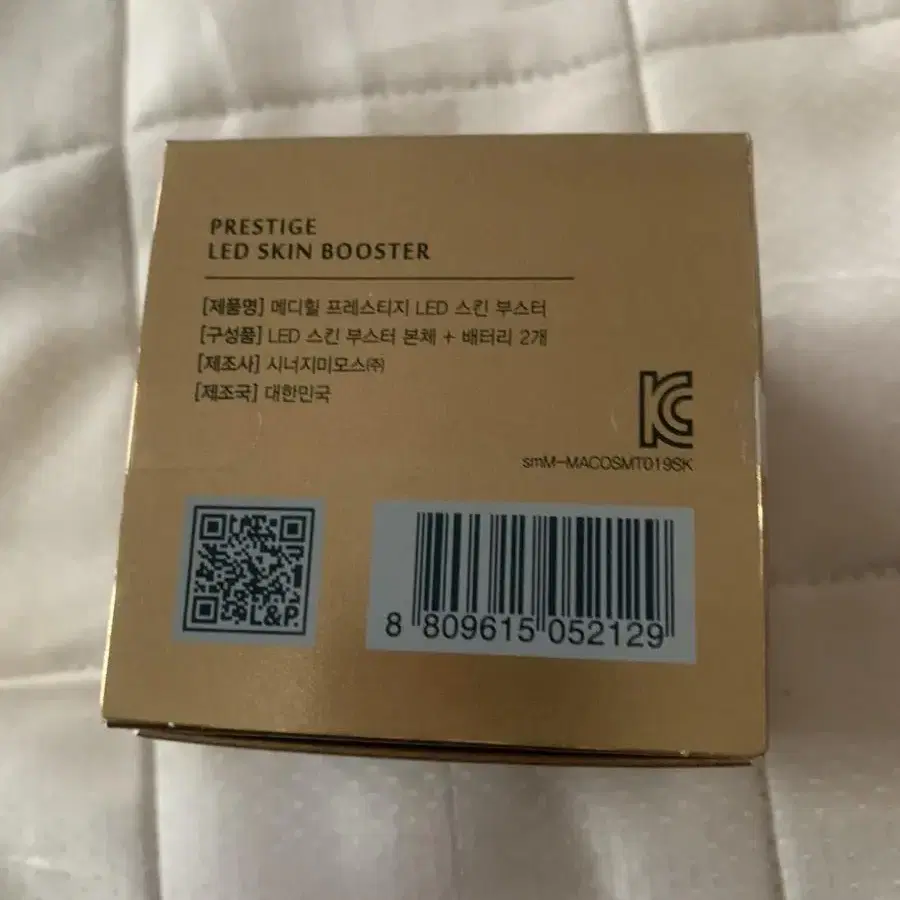 PRESTIGE
LED SKIN BOOSTER
[제품명] 메디힐 프레스티지 LED 스킨 부스터
[구성품] LED 스킨 부스터 본체 + 배터리 2개
[제조사] 시너지미모스㈜
[제조국] 대한민국
KC
smM-MACOSMT019SK
L&P.
8 809615 052129